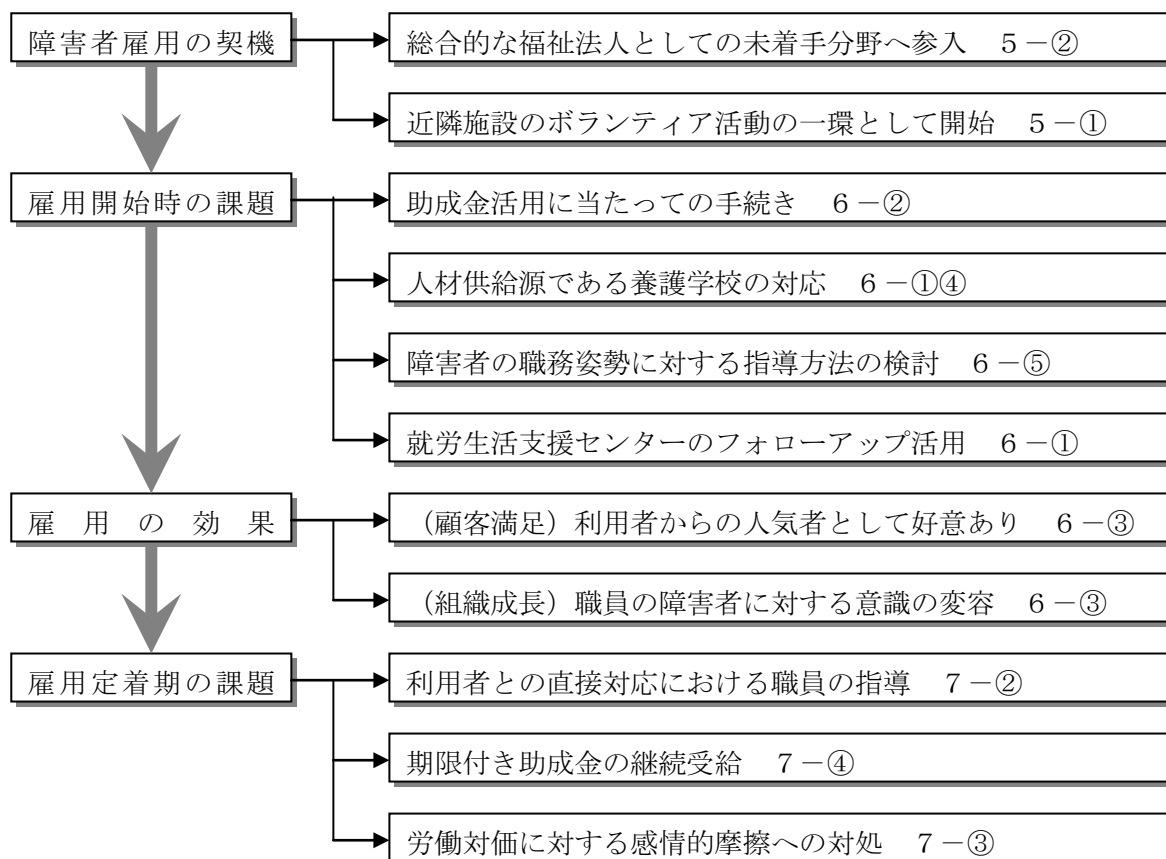 障害者雇用の契機
総合的な福祉法人としての未着手分野へ参入　５－②
近隣施設のボランティア活動の一環として開始　５－①
雇用開始時の課題
助成金活用に当たっての手続き　６－②
人材供給源である養護学校の対応　６－①④
障害者の職務姿勢に対する指導方法の検討　６－⑤
就労生活支援センターのフォローアップ活用　６－①
雇用の効果
（顧客満足）利用者からの人気者として好意あり　６－③
（組織成長）職員の障害者に対する意識の変容　６－③
雇用定着期の課題
利用者との直接対応における職員の指導　７－②
期限付き助成金の継続受給　７－④
労働対価に対する感情的摩擦への対処　７－③